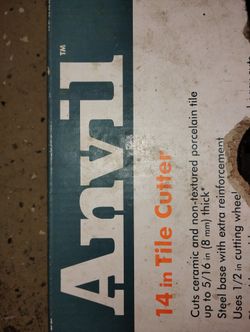 Anvil™
14 in Tile Cutter
Cuts ceramic and non-textured porcelain tile
up to 5/16 in (8 mm) thick*
Steel base with extra reinforcement
Uses 1/2 in cutting wheel